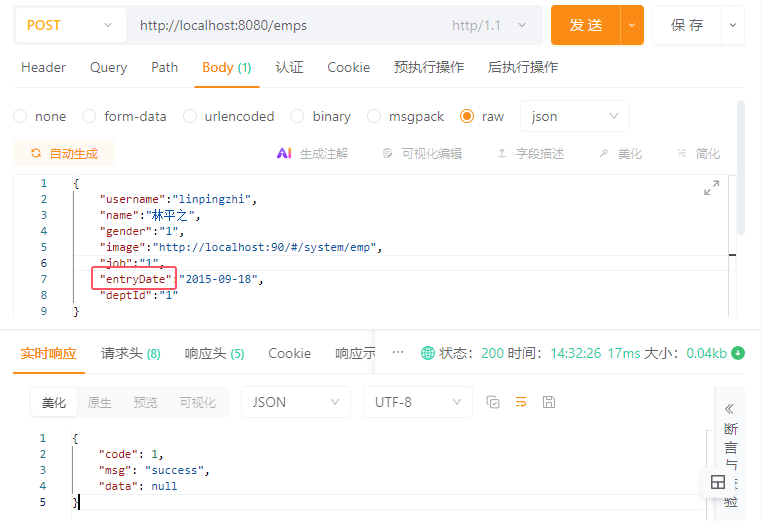 POST http://localhost:8080/emps http/1.1 发 送 保 存
Header Query Path Body (1) 认证 Cookie 预执行操作 后执行操作
none form-data urlencoded binary msgpack raw json
自动生成 AI 生成注解 可视化编辑 字段描述 美化 简化
1 {
2 "username":"linpingzhi",
3 "name":"林平之",
4 "gender":"1",
5 "image":"http://localhost:90/#/system/emp",
6 "job":"1",
7 "entryDate":"2015-09-18",
8 "deptId":"1"
9 }
实时响应 请求头 (8) 响应头 (5) Cookie 响应示 ··· 状态: 200 时间: 14:32:26 17ms 大小: 0.04kb
美化 原生 预览 可视化 JSON UTF-8
1 {
2 "code": 1,
3 "msg": "success",
4 "data": null
5 }
断
言
与
验